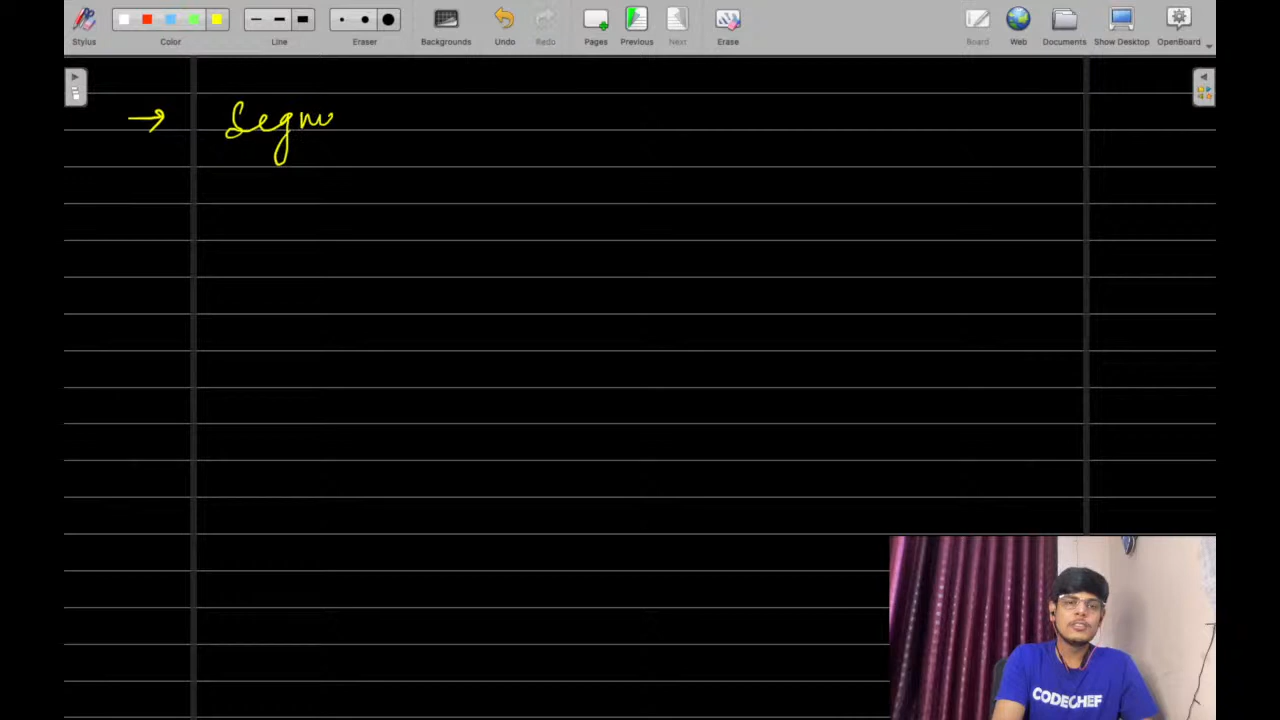 Stylus Color Line Eraser Backgrounds Undo Redo Pages Previous Next Erase Board Web Documents Show Desktop OpenBoard
→ Segm
CODECHEF